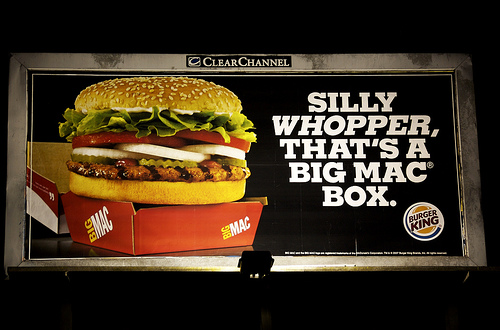 CLEARCHANNEL
SILLY
WHOPPER,
THAT'S A
BIG MAC®
BOX.
BURGER
KING
BIG
MAC
BIG
MAC